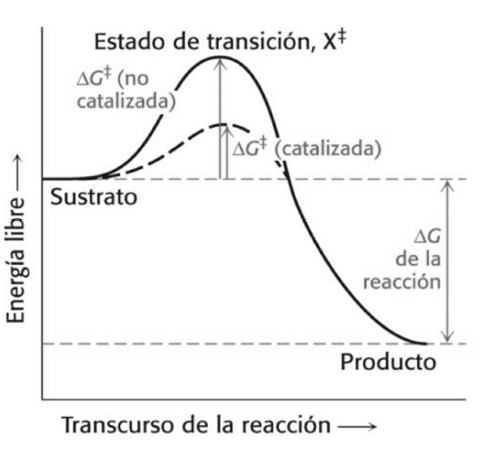 Estado de transición, X‡
ΔG‡ (no
catalizada)
ΔG‡ (catalizada)
Sustrato
ΔG
de la
reacción
Producto
Energía libre →
Transcurso de la reacción →